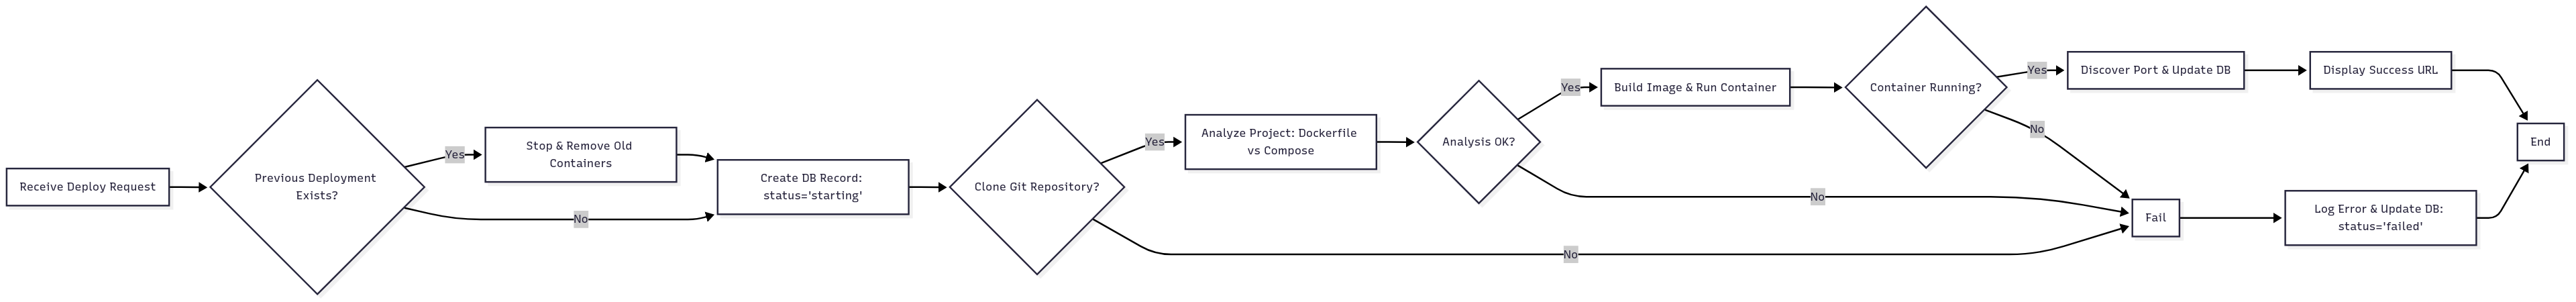 Receive Deploy Request
Previous Deployment
Exists?
Yes
No
Stop & Remove Old
Containers
Create DB Record:
status='starting'
Clone Git Repository?
Yes
No
Analyze Project: Dockerfile
vs Compose
Analysis OK?
Yes
No
Build Image & Run Container
Container Running?
Yes
No
Discover Port & Update DB
Display Success URL
Fail
Log Error & Update DB:
status='failed'
End